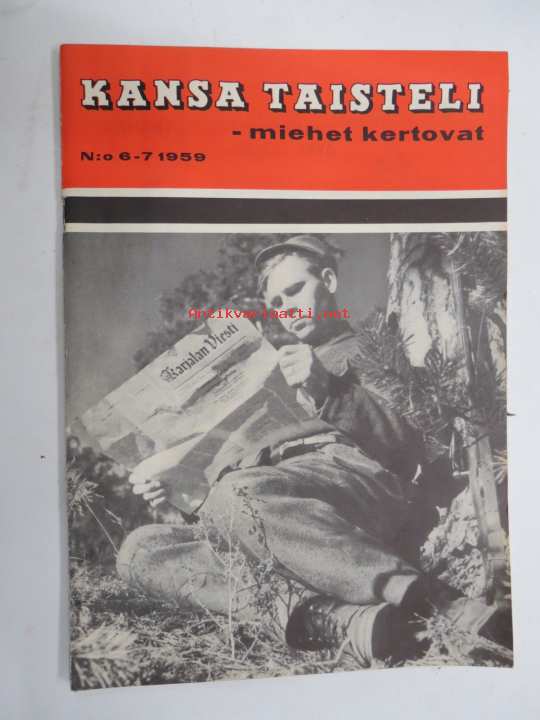 KANSA TAISTELI
- miehet kertovat
N:o 6-7 1959
Antikvariaatti.net
Karjalan Viesti